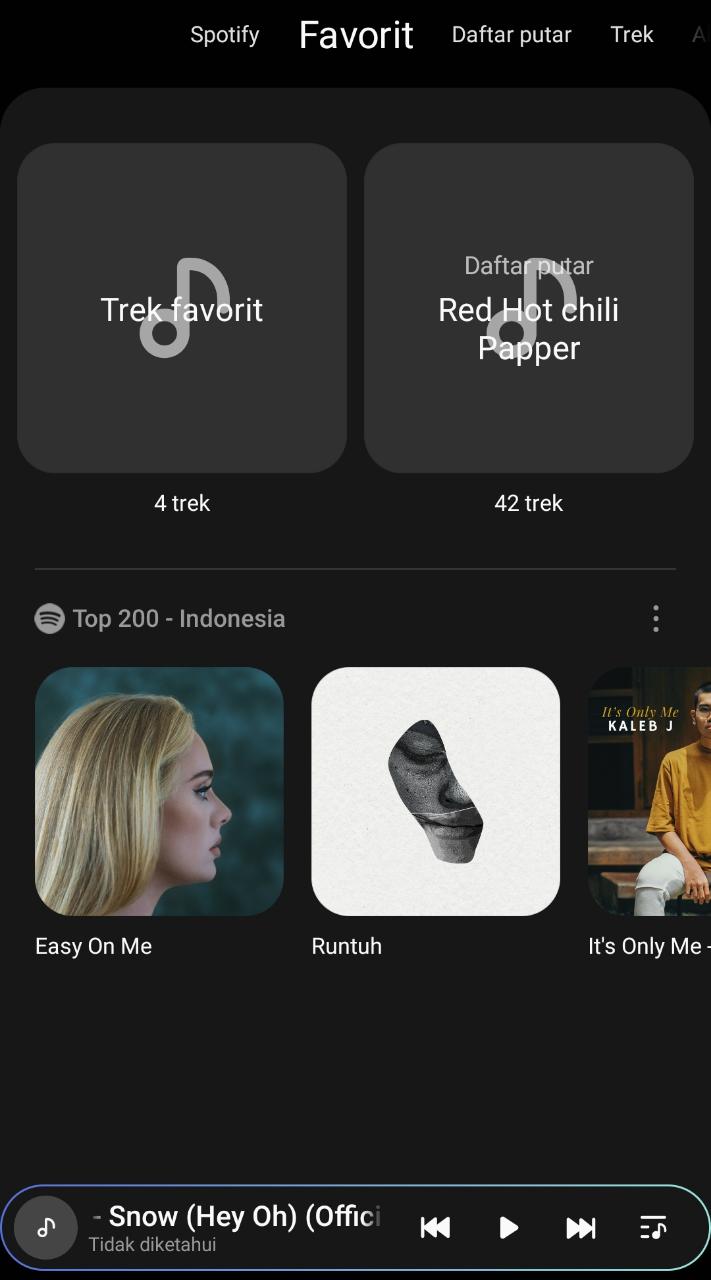 Spotify Favorit Daftar putar Trek A
Trek favorit
4 trek
Daftar putar
Red Hot chili
Papper
42 trek
Top 200 - Indonesia
It's Only Me
KALEB J
Easy On Me
Runtuh
It's Only Me -
- Snow (Hey Oh) (Offici
Tidak diketahui